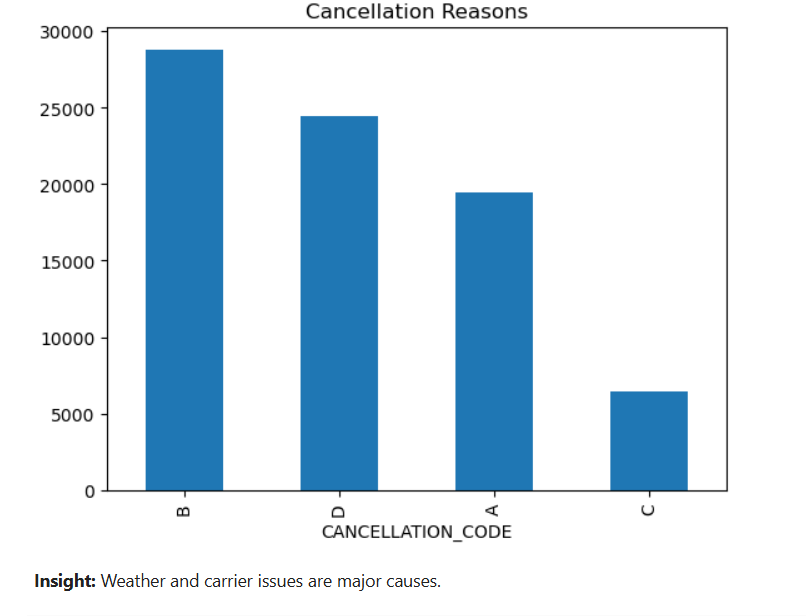 Cancellation Reasons
30000
25000
20000
15000
10000
5000
0
B D A C
CANCELLATION_CODE
Insight: Weather and carrier issues are major causes.